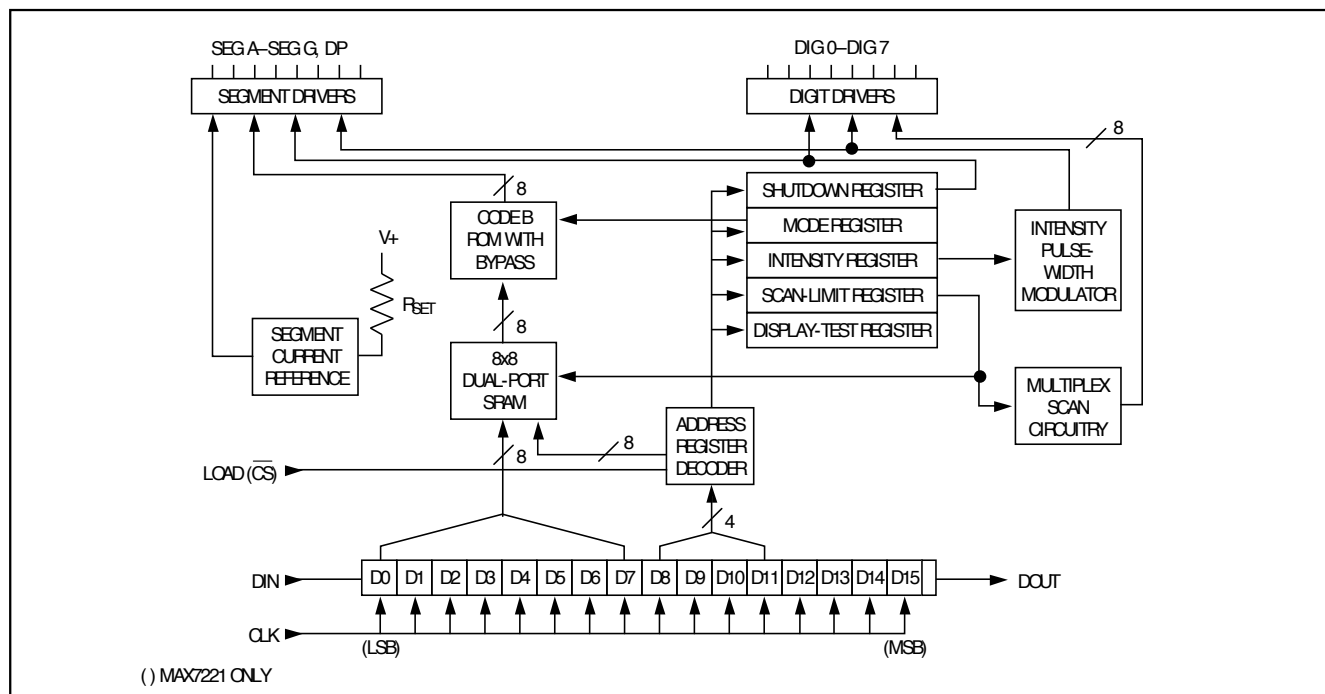 SEG A–SEG G, DP
DIG 0–DIG 7
SEGMENT DRIVERS
DIGIT DRIVERS
8
8
SHUTDOWN REGISTER
MODE REGISTER
INTENSITY REGISTER
SCAN-LIMIT REGISTER
DISPLAY-TEST REGISTER
CODE B
ROM WITH
BYPASS
INTENSITY
PULSE-
WIDTH
MODULATOR
V+
RSET
8
SEGMENT
CURRENT
REFERENCE
8x8
DUAL-PORT
SRAM
MULTIPLEX
SCAN
CIRCUITRY
ADDRESS
REGISTER
DECODER
8
8
LOAD (C̅S̅)
4
DIN
D0 D1 D2 D3 D4 D5 D6 D7 D8 D9 D10 D11 D12 D13 D14 D15
DOUT
CLK
(LSB)
(MSB)
( ) MAX7221 ONLY